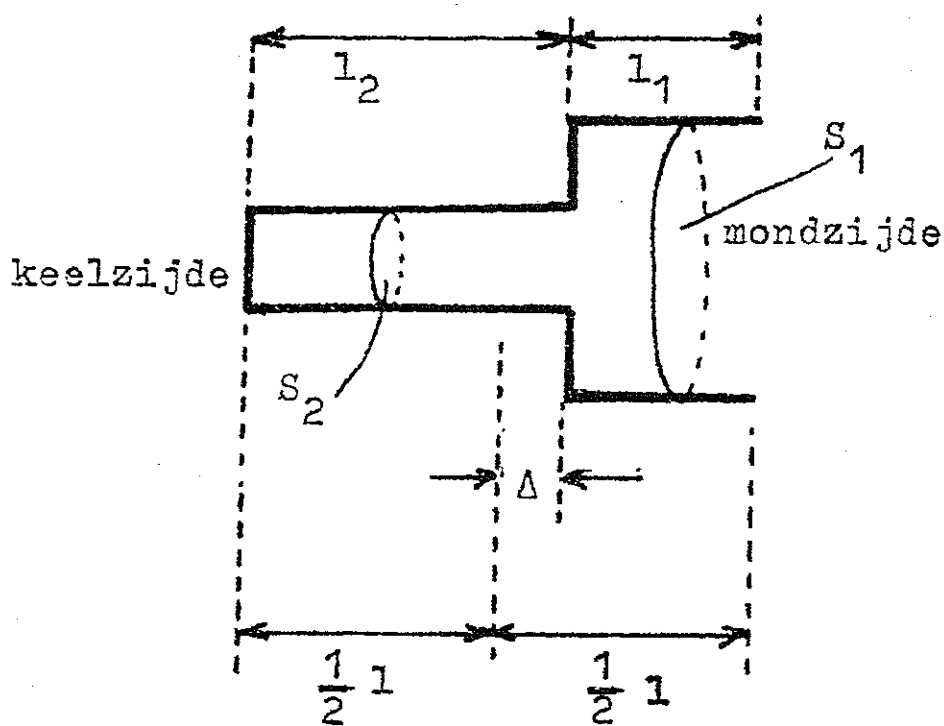 l₂ l₁
S₁
mondzijde
keelzijde
S₂
Δ
½ l ½ l